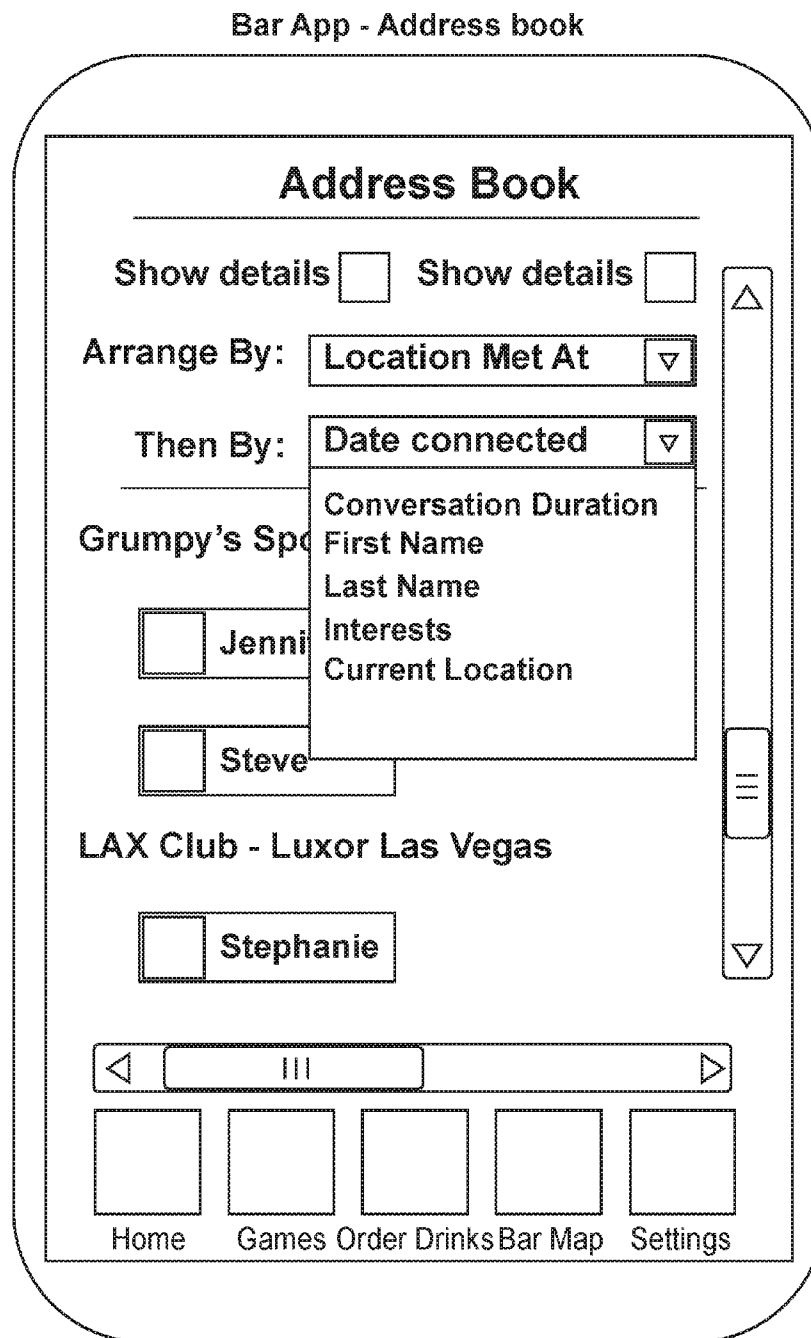 Bar App - Address book
Address Book
Show details Show details
Arrange By: Location Met At
Then By: Date connected
Conversation Duration
Grumpy's
First Name
Last Name
Interests
Current Location
Steve
LAX Club - Luxor Las Vegas
Stephanie
Home Games Order Drinks Bar Map Settings